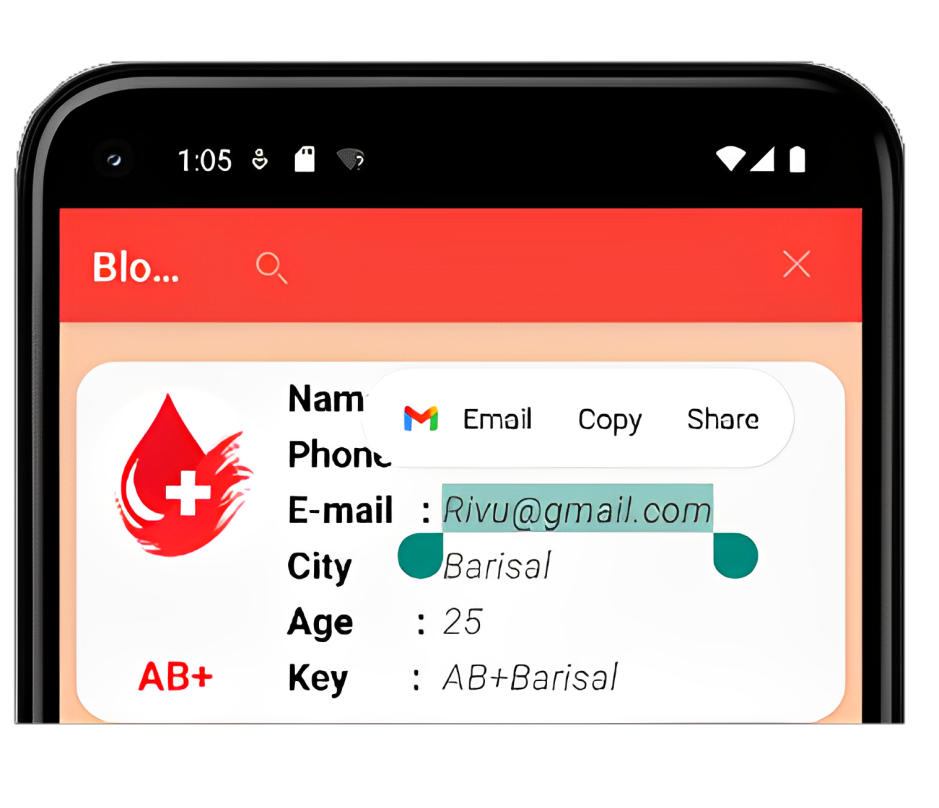 1:05
Blo...
Nam
Email Copy Share
Phone
E-mail : Rivu@gmail.com
City Barisal
Age : 25
AB+
Key : AB+Barisal